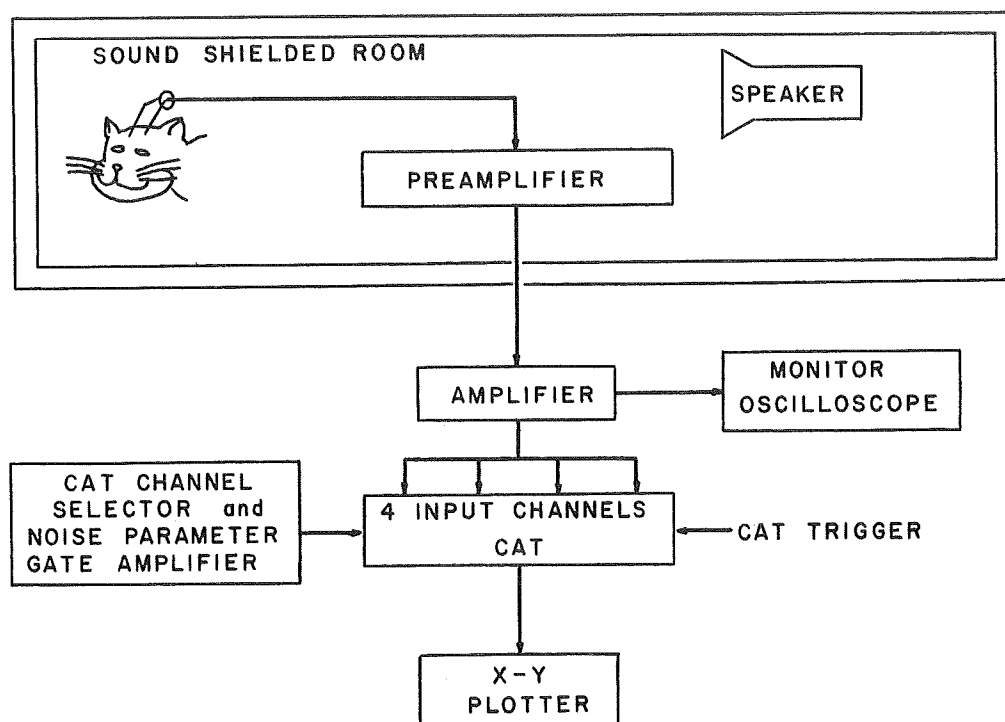 SOUND SHIELDED ROOM
SPEAKER
PREAMPLIFIER
AMPLIFIER
MONITOR
OSCILLOSCOPE
CAT CHANNEL
SELECTOR and
NOISE PARAMETER
GATE AMPLIFIER
4 INPUT CHANNELS
CAT
CAT TRIGGER
X-Y
PLOTTER